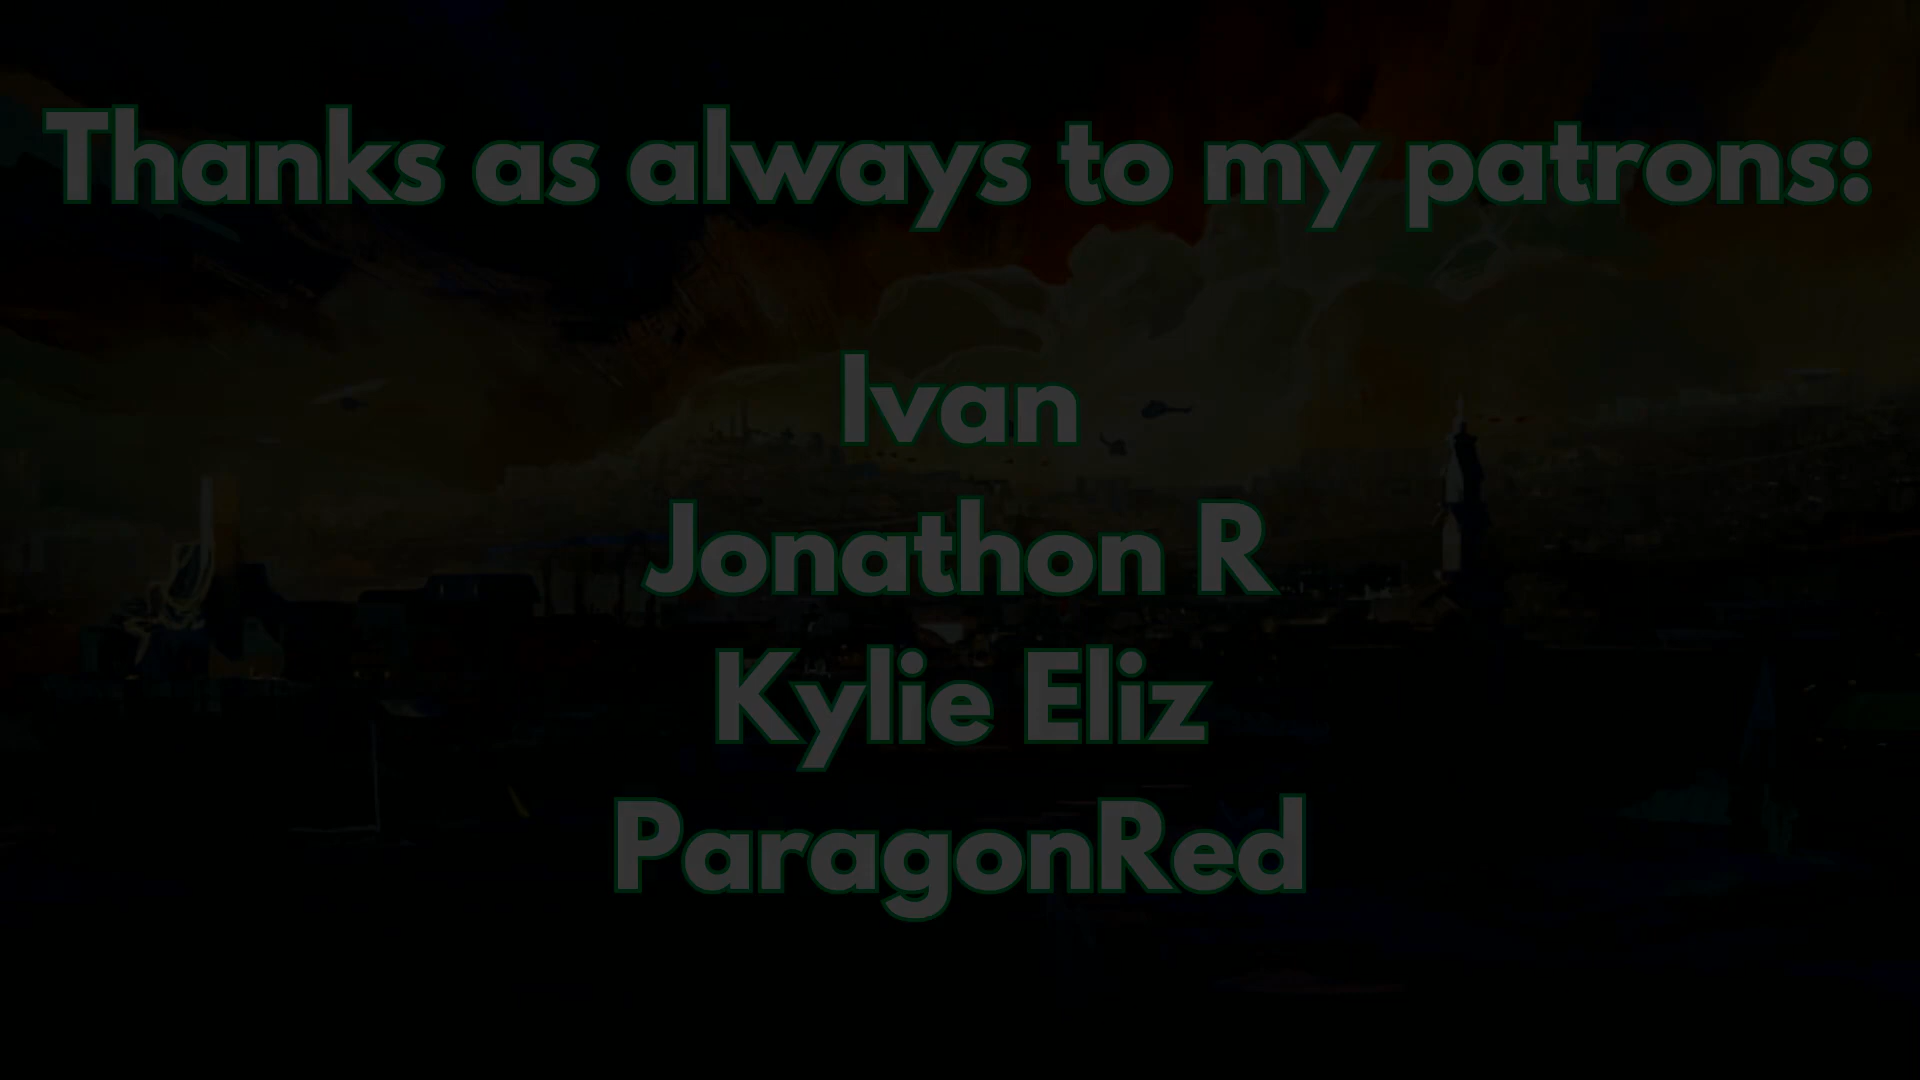 Thanks as always to my patrons:
Ivan
Jonathon R
Kylie Eliz
ParagonRed